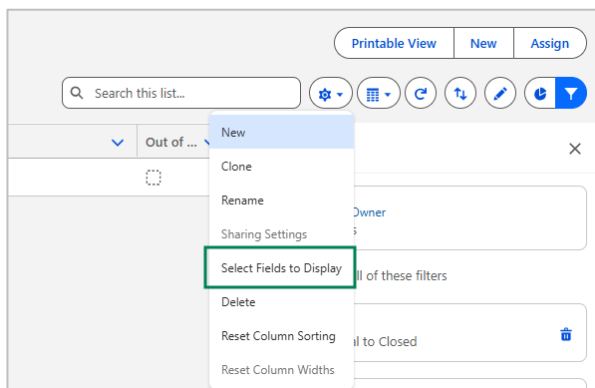 Printable View New Assign
Search this list...
Out of ...
New
Clone
Rename
Owner
Sharing Settings
Select Fields to Display
ll of these filters
Delete
Reset Column Sorting
al to Closed
Reset Column Widths